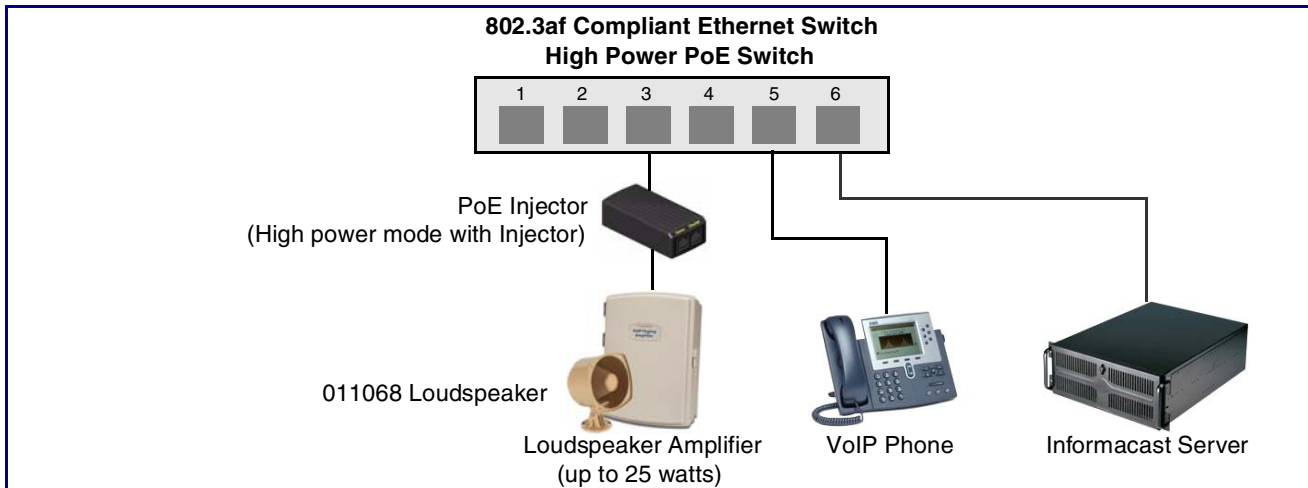 802.3af Compliant Ethernet Switch
High Power PoE Switch
1 2 3 4 5 6
PoE Injector
(High power mode with Injector)
011068 Loudspeaker
Loudspeaker Amplifier
(up to 25 watts)
VoIP Phone
Informacast Server